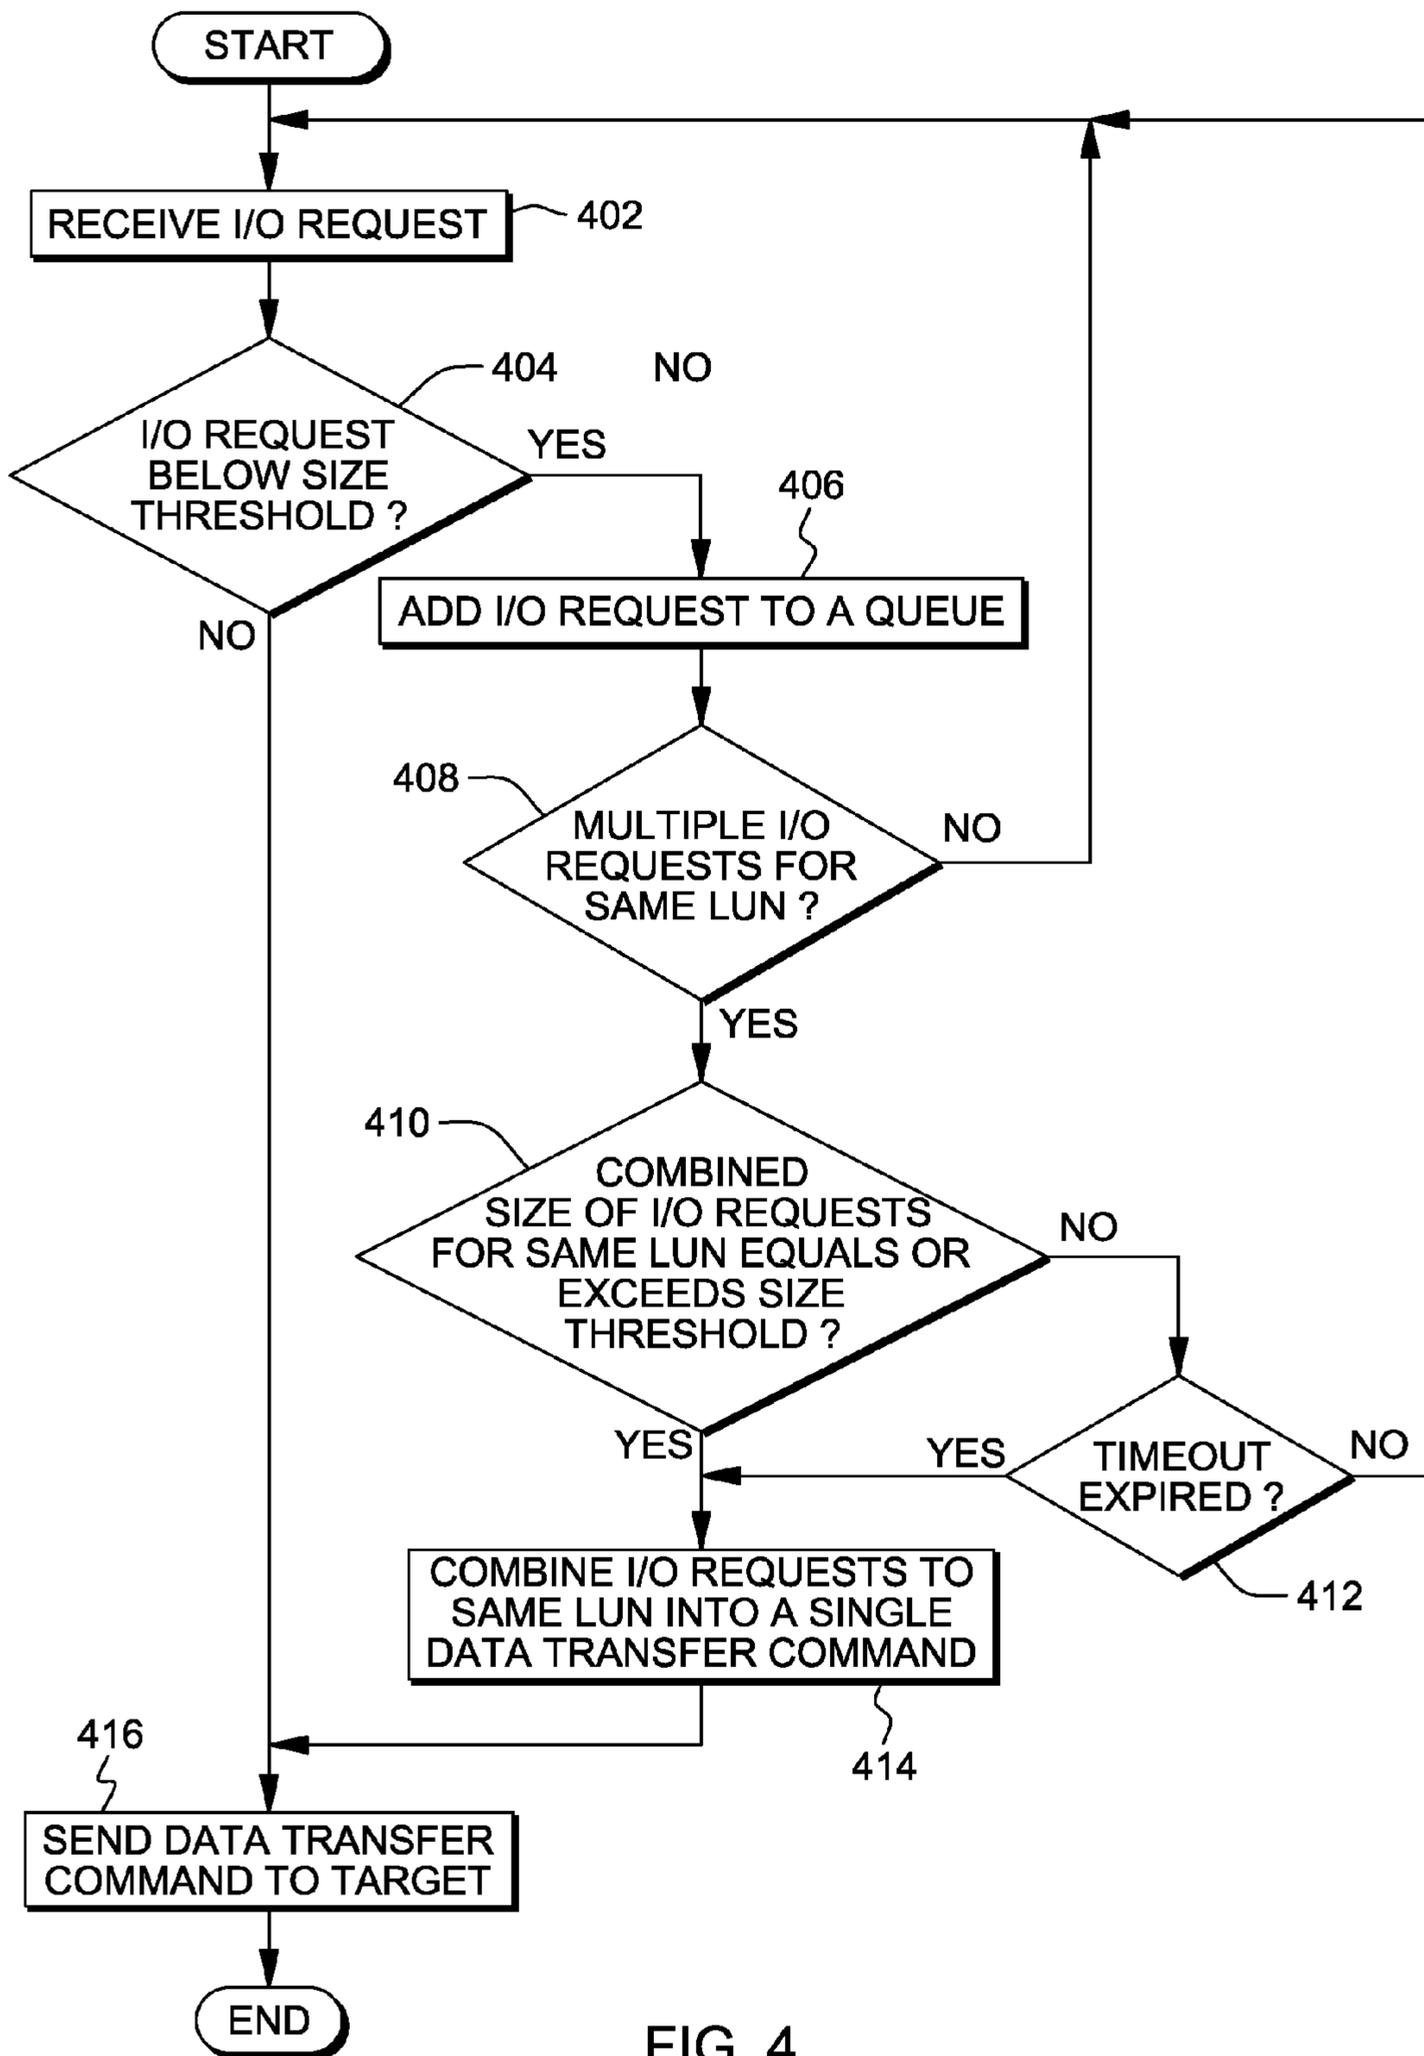 START
RECEIVE I/O REQUEST
402
404
NO
I/O REQUEST
BELOW SIZE
THRESHOLD ?
YES
NO
406
ADD I/O REQUEST TO A QUEUE
408
MULTIPLE I/O
REQUESTS FOR
SAME LUN ?
NO
YES
410
COMBINED
SIZE OF I/O REQUESTS
FOR SAME LUN EQUALS OR
EXCEEDS SIZE
THRESHOLD ?
NO
YES
YES
TIMEOUT
EXPIRED ?
NO
412
COMBINE I/O REQUESTS TO
SAME LUN INTO A SINGLE
DATA TRANSFER COMMAND
414
416
SEND DATA TRANSFER
COMMAND TO TARGET
END
FIG. 4